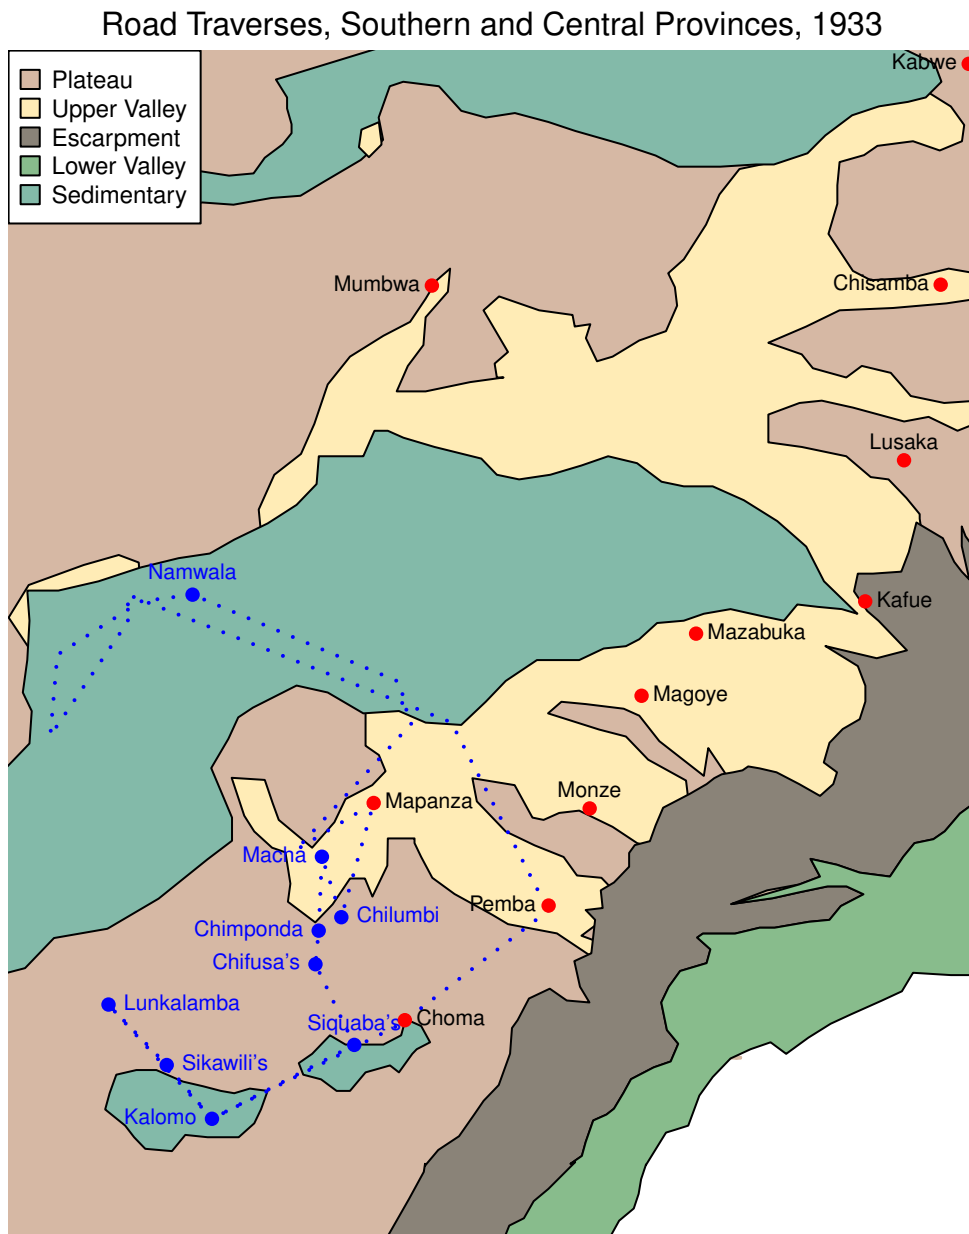 Road Traverses, Southern and Central Provinces, 1933
Kabwe
Plateau
Upper Valley
Escarpment
Lower Valley
Sedimentary
Mumbwa
Chisamba
Lusaka
Namwala
Kafue
Mazabuka
Magoye
Monze
Mapanza
Macha
Pemba
Chilumbi
Chimponda
Chifusa's
Lunkalamba
Siquaba's
Choma
Sikawili's
Kalomo